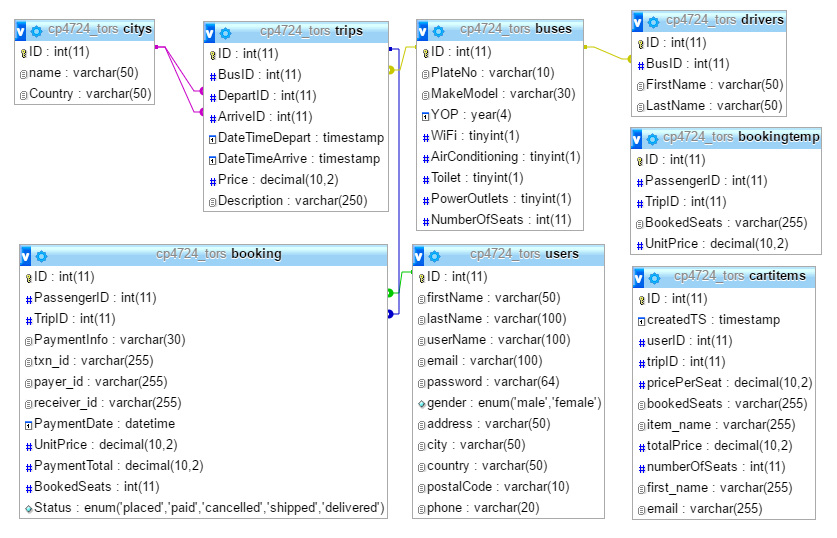 cp4724_tors citys
ID : int(11)
name : varchar(50)
Country : varchar(50)
cp4724_tors trips
ID : int(11)
BusID : int(11)
DepartID : int(11)
ArriveID : int(11)
DateTimeDepart : timestamp
DateTimeArrive : timestamp
Price : decimal(10,2)
Description : varchar(250)
cp4724_tors buses
ID : int(11)
PlateNo : varchar(10)
MakeModel : varchar(30)
YOP : year(4)
WiFi : tinyint(1)
AirConditioning : tinyint(1)
Toilet : tinyint(1)
PowerOutlets : tinyint(1)
NumberOfSeats : int(11)
cp4724_tors drivers
ID : int(11)
BusID : int(11)
FirstName : varchar(50)
LastName : varchar(50)
cp4724_tors bookingtemp
ID : int(11)
PassengerID : int(11)
TripID : int(11)
BookedSeats : varchar(255)
UnitPrice : decimal(10,2)
cp4724_tors booking
ID : int(11)
PassengerID : int(11)
TripID : int(11)
PaymentInfo : varchar(30)
txn_id : varchar(255)
payer_id : varchar(255)
receiver_id : varchar(255)
PaymentDate : datetime
UnitPrice : decimal(10,2)
PaymentTotal : decimal(10,2)
BookedSeats : int(11)
Status : enum('placed','paid','cancelled','shipped','delivered')
cp4724_tors users
ID : int(11)
firstName : varchar(50)
lastName : varchar(100)
userName : varchar(100)
email : varchar(100)
password : varchar(64)
gender : enum('male','female')
address : varchar(50)
city : varchar(50)
country : varchar(50)
postalCode : varchar(10)
phone : varchar(20)
cp4724_tors cartitems
ID : int(11)
createdTS : timestamp
userID : int(11)
tripID : int(11)
pricePerSeat : decimal(10,2)
bookedSeats : varchar(255)
item_name : varchar(255)
totalPrice : decimal(10,2)
numberOfSeats : int(11)
first_name : varchar(255)
email : varchar(255)